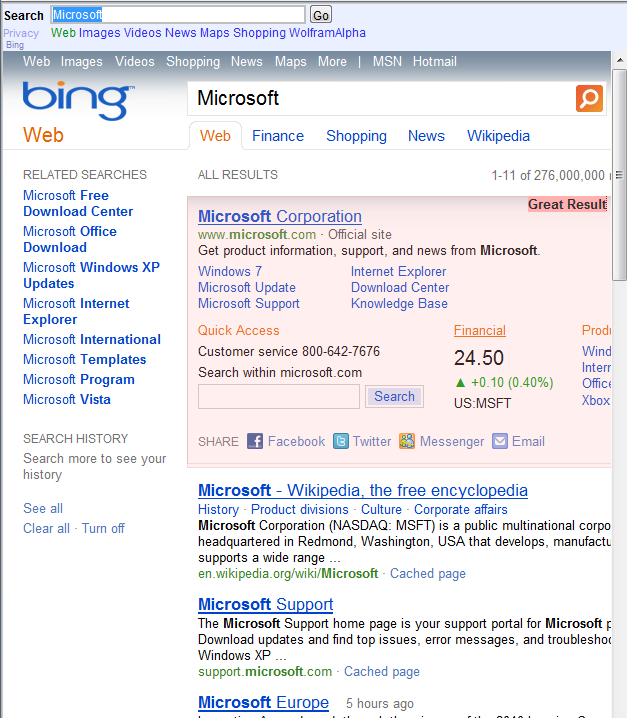 Search Microsoft Go
Privacy Web Images Videos News Maps Shopping WolframAlpha
Bing
Web Images Videos Shopping News Maps More | MSN Hotmail
bing™
Microsoft
Web
Web Finance Shopping News Wikipedia
RELATED SEARCHES
Microsoft Free
Download Center
Microsoft Office
Download
Microsoft Windows XP
Updates
Microsoft Internet
Explorer
Microsoft International
Microsoft Templates
Microsoft Program
Microsoft Vista
SEARCH HISTORY
Search more to see your
history
See all
Clear all · Turn off
ALL RESULTS 1-11 of 276,000,000
Great Result
Microsoft Corporation
www.microsoft.com · Official site
Get product information, support, and news from Microsoft.
Windows 7 Internet Explorer
Microsoft Update Download Center
Microsoft Support Knowledge Base
Quick Access
Customer service 800-642-7676
Search within microsoft.com
Search
Financial
24.50
▲ +0.10 (0.40%)
US:MSFT
Produ
Wind
Intern
Office
Xbox
SHARE Facebook Twitter Messenger Email
Microsoft - Wikipedia, the free encyclopedia
History · Product divisions · Culture · Corporate affairs
Microsoft Corporation (NASDAQ: MSFT) is a public multinational corpo
headquartered in Redmond, Washington, USA that develops, manufactu
supports a wide range ...
en.wikipedia.org/wiki/Microsoft · Cached page
Microsoft Support
The Microsoft Support home page is your support portal for Microsoft p
Download updates and find top issues, error messages, and troubleshoo
Windows XP ...
support.microsoft.com · Cached page
Microsoft Europe 5 hours ago